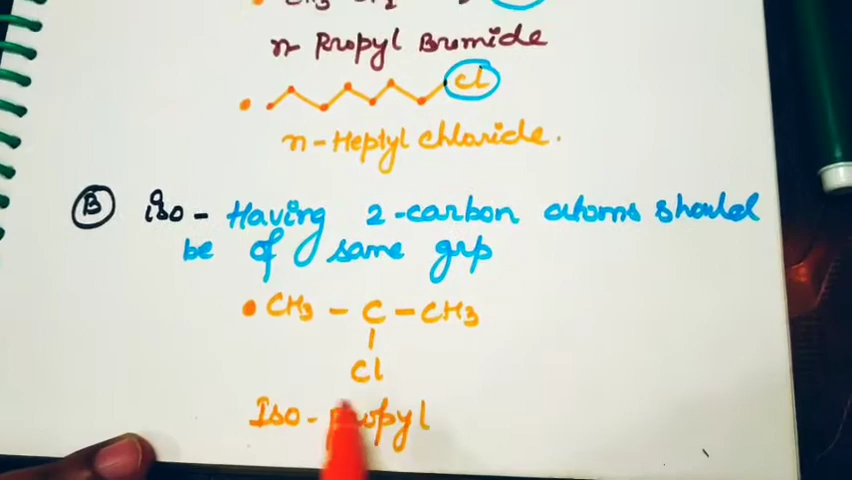 n- Propyl Bromide
Cl
n-Heptyl chloride.
B iso - Having 2-carbon atoms should
be of same grp
CH3 - C - CH3
Cl
Iso-propyl